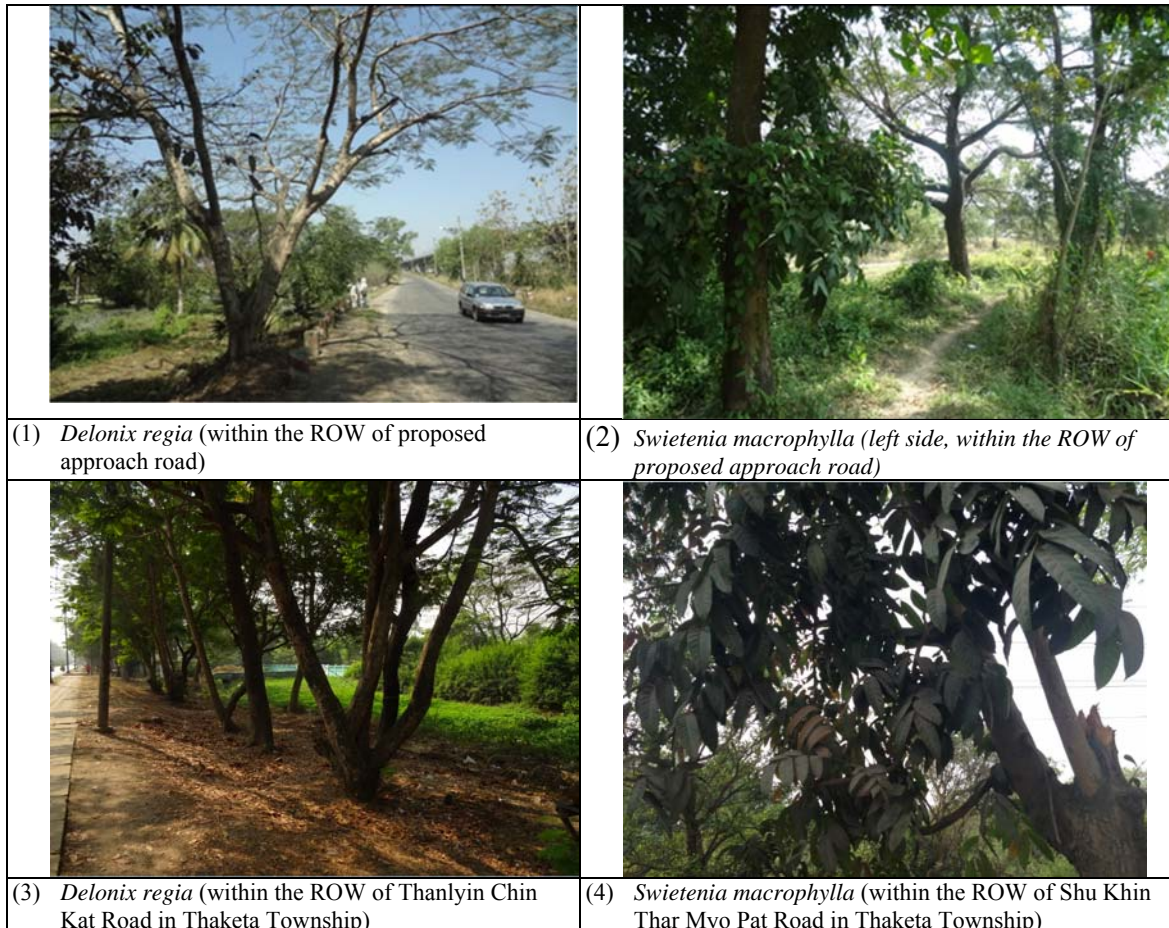 (1) Delonix regia (within the ROW of proposed
approach road)
(2) Swietenia macrophylla (left side, within the ROW of
proposed approach road)
(3) Delonix regia (within the ROW of Thanlyin Chin
Kat Road in Thaketa Township)
(4) Swietenia macrophylla (within the ROW of Shu Khin
Thar Myo Pat Road in Thaketa Township)